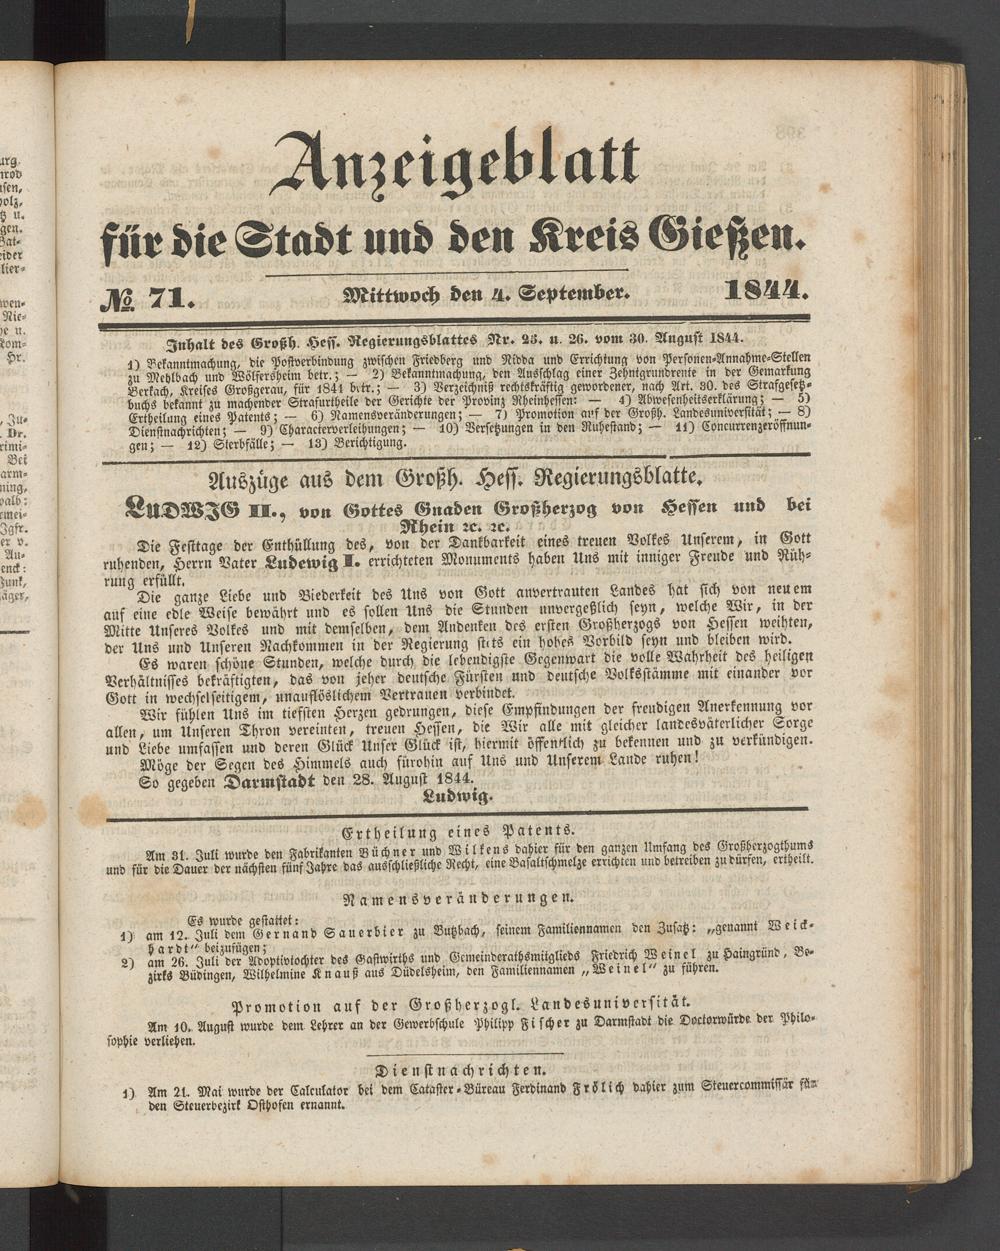 Anzeigeblatt
für die Stadt und den Kreis Gießen.
№ 71. Mittwoch den 4. September. 1844.
Inhalt des Großh. Hess. Regierungsblattes Nr. 25. u. 26. vom 30. August 1844.
1) Bekanntmachung, die Postverbindung zwischen Friedberg und Nidda und Errichtung von Personen-Annahme-Stellen
zu Melbach und Wölfersheim betr.; — 2) Bekanntmachung, den Ausschlag einer Zehntgrundrente in der Gemarkung
Berkach, Kreises Großgerau, für 1841 betr.; — 3) Verzeichniß rechtskräftig gewordener, nach Art. 30. des Strafgesetz-
buchs bekannt zu machender Strafurtheile der Gerichte der Provinz Rheinhessen: — 4) Abwesenheitserklärung; — 5)
Ertheilung eines Patents; — 6) Namensveränderungen; — 7) Promotion auf der Großh. Landesuniversität; — 8)
Dienstnachrichten; — 9) Characterverleihungen; — 10) Versetzungen in den Ruhestand; — 11) Concurrenzeröffnun-
gen; — 12) Sterbfälle; — 13) Berichtigung.
Auszüge aus dem Großh. Hess. Regierungsblatte.
LUDWIG II., von Gottes Gnaden Großherzog von Hessen und bei
Rhein ꝛc. ꝛc.
Die Festtage der Enthüllung des, von der Dankbarkeit eines treuen Volkes Unserem, in Gott
ruhenden, Herrn Vater Ludewig I. errichteten Monuments haben Uns mit inniger Freude und Rüh-
rung erfüllt.
Die ganze Liebe und Biederkeit des Uns von Gott anvertrauten Landes hat sich von neuem
auf eine edle Weise bewährt und es sollen Uns die Stunden unvergeßlich seyn, welche Wir, in der
Mitte Unseres Volkes und mit demselben, dem Andenken des ersten Großherzogs von Hessen weihten,
der Uns und Unseren Nachkommen in der Regierung stets ein hohes Vorbild seyn und bleiben wird.
Es waren schöne Stunden, welche durch die lebendigste Gegenwart die volle Wahrheit des heiligen
Verhältnisses bekräftigten, das von jeher deutsche Fürsten und deutsche Volksstämme mit einander vor
Gott in wechselseitigem, unauflöslichem Vertrauen verbindet.
Wir fühlen Uns im tiefsten Herzen gedrungen, diese Empfindungen der freudigen Anerkennung vor
allen, um Unseren Thron vereinten, treuen Hessen, die Wir alle mit gleicher landesväterlicher Sorge
und Liebe umfassen und deren Glück Unser Glück ist, hiermit öffentlich zu bekennen und zu verkündigen.
Möge der Segen des Himmels auch fürohin auf Uns und Unserem Lande ruhen!
So gegeben Darmstadt den 28. August 1844.
Ludwig.
Ertheilung eines Patents.
Am 31. Juli wurde den Fabrikanten Büchner und Wilkens dahier für den ganzen Umfang des Großherzogthums
und für die Dauer der nächsten fünf Jahre das ausschließliche Recht, eine Basaltschmelze errichten und betreiben zu dürfen, ertheilt.
Namensveränderungen.
Es wurde gestattet:
1) am 12. Juli dem Gernand Sauerbier zu Butzbach, seinem Familiennamen den Zusatz: „genannt Weick-
hardt“ beizufügen;
2) am 26. Juli der Adoptivtochter des Gastwirths und Gemeinderathsmitglieds Friedrich Weinel zu Haingründ, Be-
zirks Büdingen, Wilhelmine Knauß aus Düdelsheim, den Familiennamen „Weinel“ zu führen.
Promotion auf der Großherzogl. Landesuniversität.
Am 10. August wurde dem Lehrer an der Gewerbschule Philipp Fischer zu Darmstadt die Doctorwürde der Philo-
sophie verliehen.
Dienstnachrichten.
1) Am 21. Mai wurde der Calculator bei dem Cataster-Büreau Ferdinand Frölich dahier zum Steuercommissär für
den Steuerbezirk Osthofen ernannt.